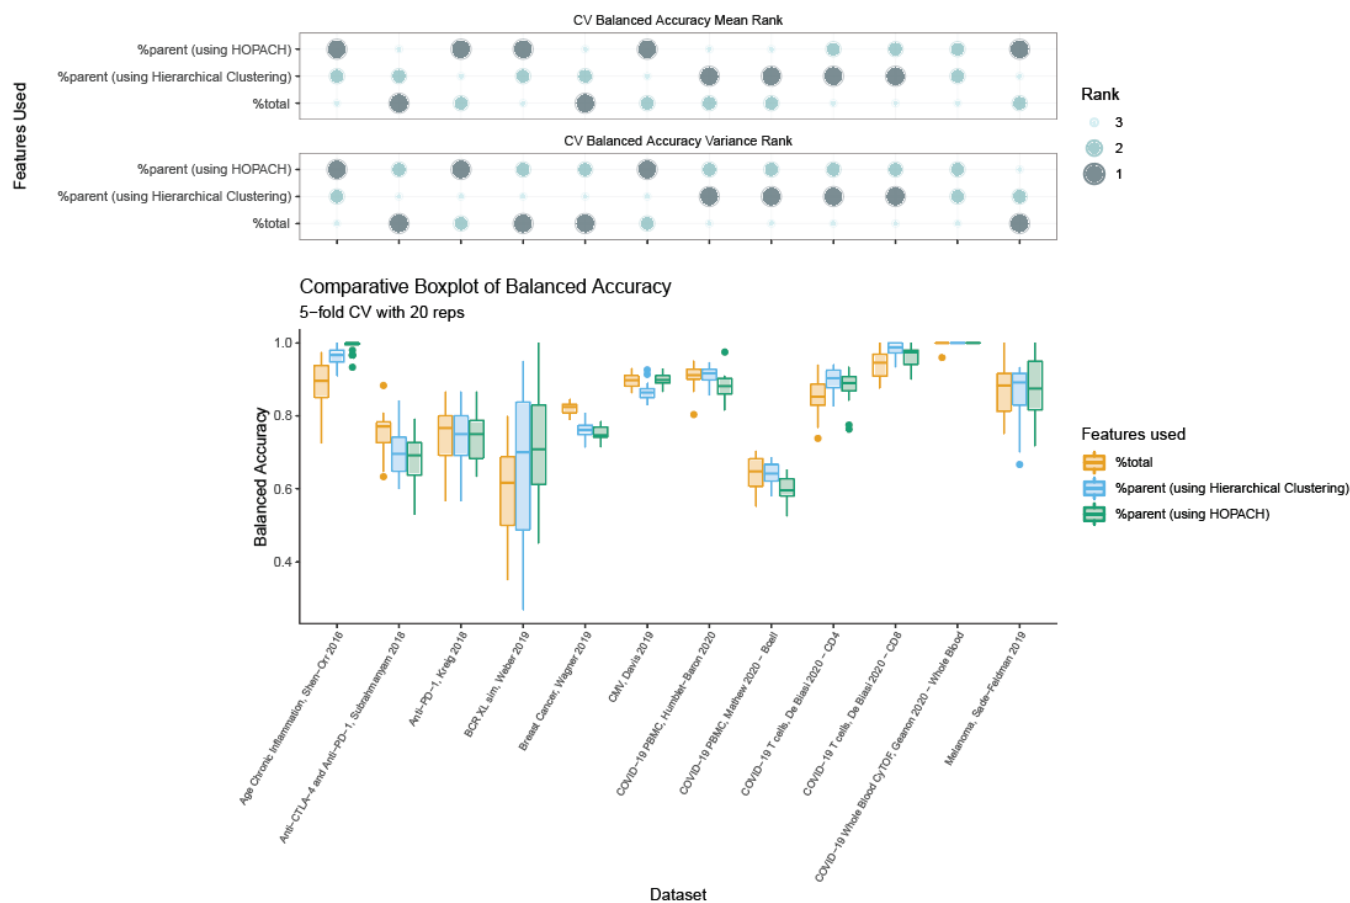 CV Balanced Accuracy Mean Rank
%parent (using HOPACH)
%parent (using Hierarchical Clustering)
%total
CV Balanced Accuracy Variance Rank
%parent (using HOPACH)
%parent (using Hierarchical Clustering)
%total
Features Used
Rank
3
2
1
Comparative Boxplot of Balanced Accuracy
5−fold CV with 20 reps
1.0
0.8
0.6
0.4
Balanced Accuracy
Features used
%total
%parent (using Hierarchical Clustering)
%parent (using HOPACH)
Age Chronic Inflammation, Shen−Orr 2016
Anti−CTLA−4 and Anti−PD−1, Subrahmanyam 2018
Anti−PD−1, Kreig 2018
BCR XL sim, Weber 2019
Breast Cancer, Wagner 2019
CMV, Davis 2019
COVID−19 PBMC, Humblet−Baron 2020
COVID−19 PBMC, Mathew 2020 − Bcell
COVID−19 T cells, De Biasi 2020 − CD4
COVID−19 T cells, De Biasi 2020 − CD8
COVID−19 Whole Blood CyTOF, Geanon 2020 − Whole Blood
Melanoma, Sade−Feldman 2019
Dataset